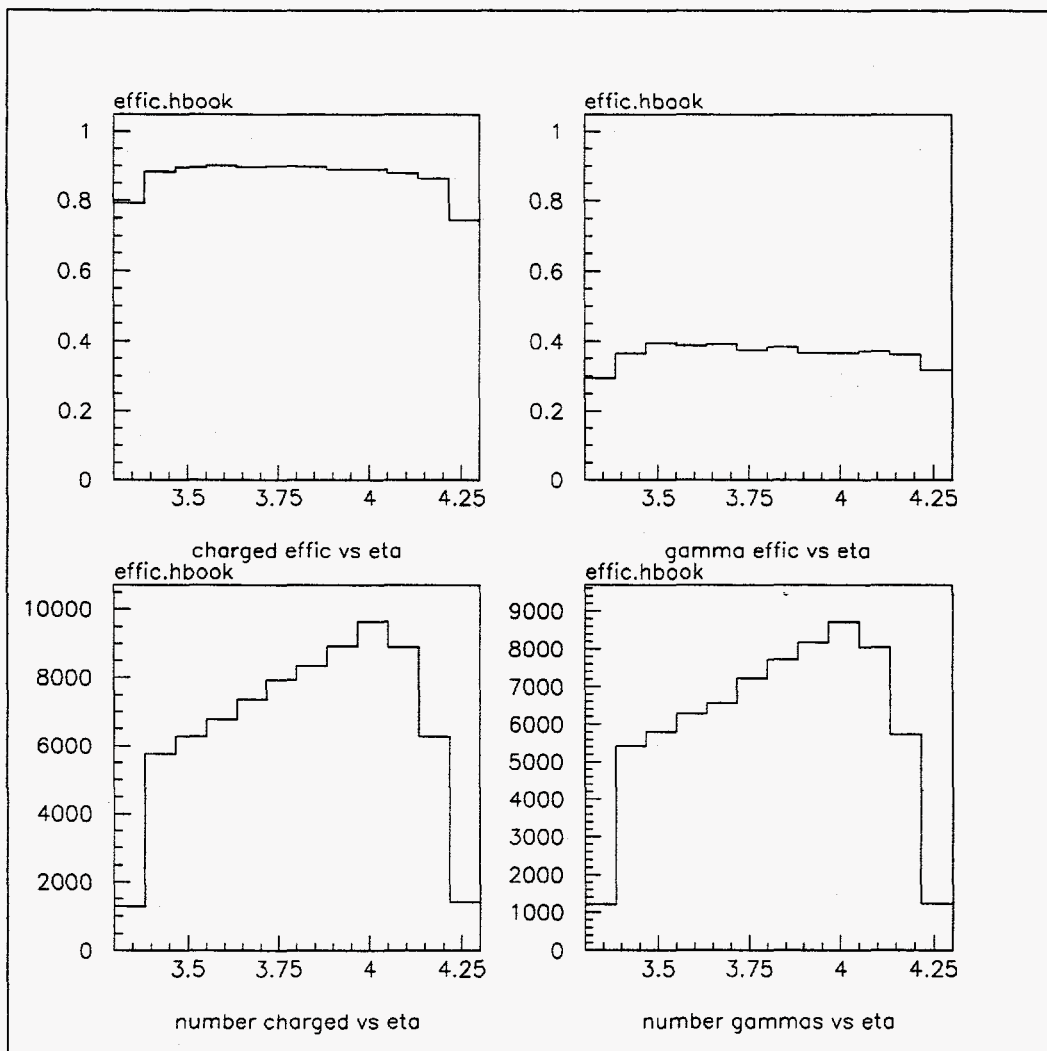 effic.hbook
1
0.8
0.6
0.4
0.2
0
3.5 3.75 4 4.25
charged effic vs eta
effic.hbook
1
0.8
0.6
0.4
0.2
0
3.5 3.75 4 4.25
gamma effic vs eta
effic.hbook
10000
8000
6000
4000
2000
0
3.5 3.75 4 4.25
number charged vs eta
effic.hbook
9000
8000
7000
6000
5000
4000
3000
2000
1000
0
3.5 3.75 4 4.25
number gammas vs eta